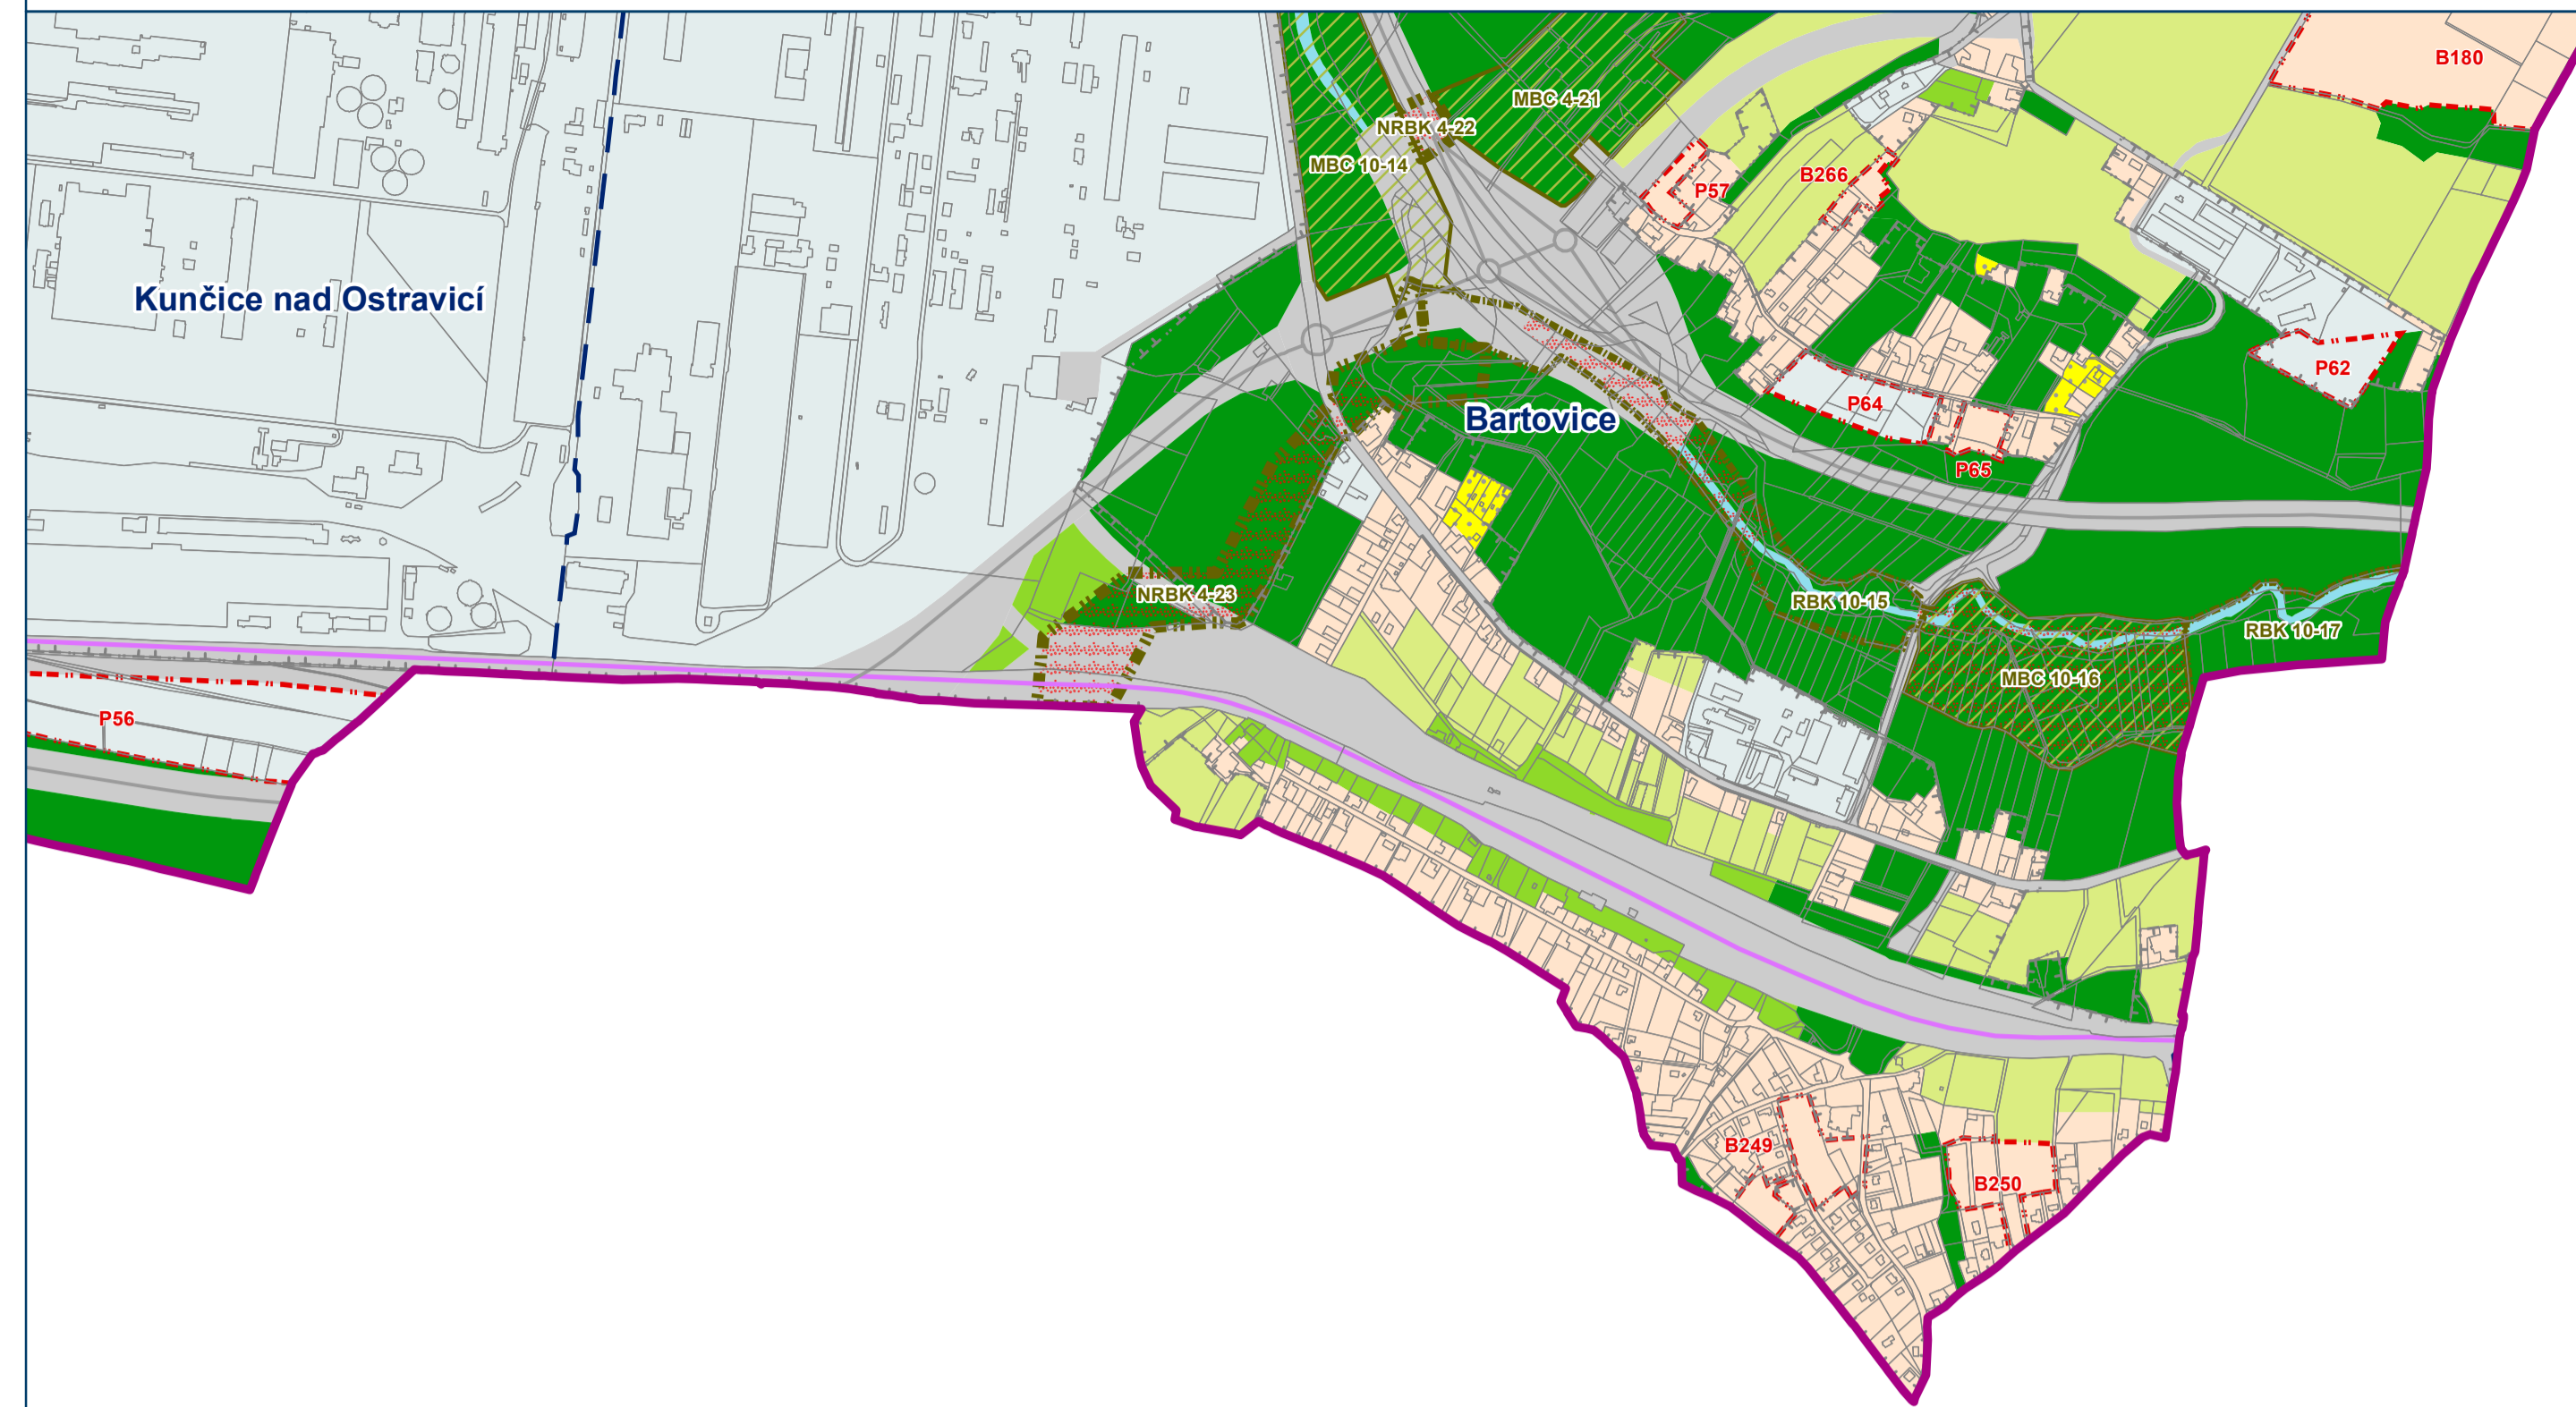 B180
MBC 4-21
NRBK 4-22
MBC 10-14
P57
B266
Kunčice nad Ostravicí
P62
P64
Bartovice
P65
NRBK 4-23
RBK 10-15
RBK 10-17
MBC 10-16
P56
B249
B250